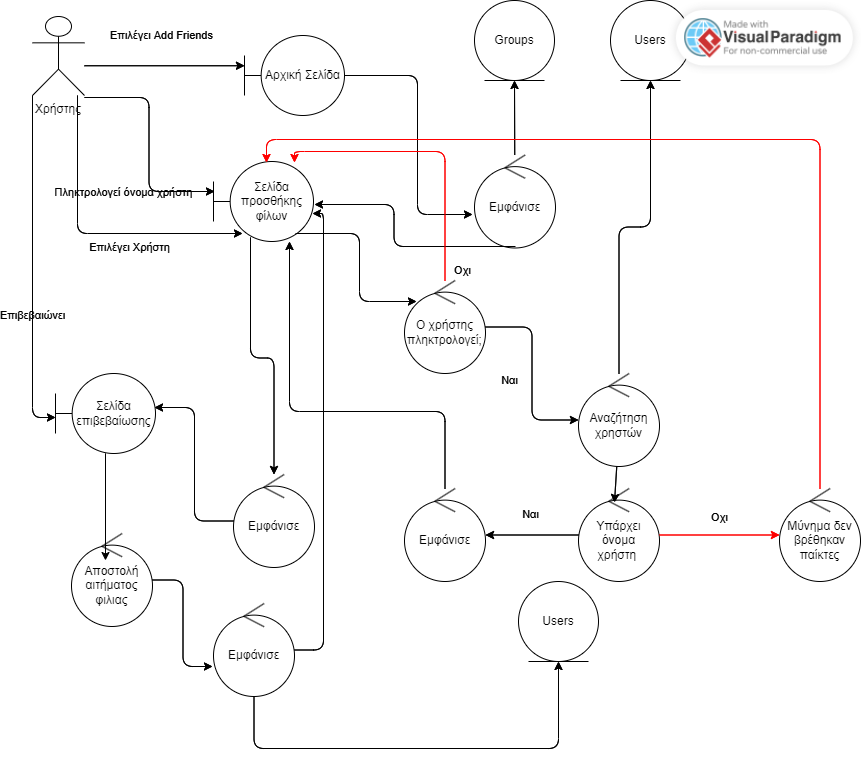 Επιλέγει Add Friends
Groups
Users
Made with
VisualParadigm
For non-commercial use
Αρχική Σελίδα
Χρήστης
Πληκτρολογεί όνομα χρήστη
Σελίδα
προσθήκης
φίλων
Εμφάνισε
Επιλέγει Χρήστη
Οχι
Επιβεβαιώνει
Ο χρήστης
πληκτρολογεί;
Ναι
Σελίδα
επιβεβαίωσης
Αναζήτηση
χρηστών
Εμφάνισε
Εμφάνισε
Ναι
Υπάρχει
όνομα
χρήστη
Οχι
Μύνημα δεν
βρέθηκαν
παίκτες
Αποστολή
αιτήματος
φιλιας
Εμφάνισε
Users